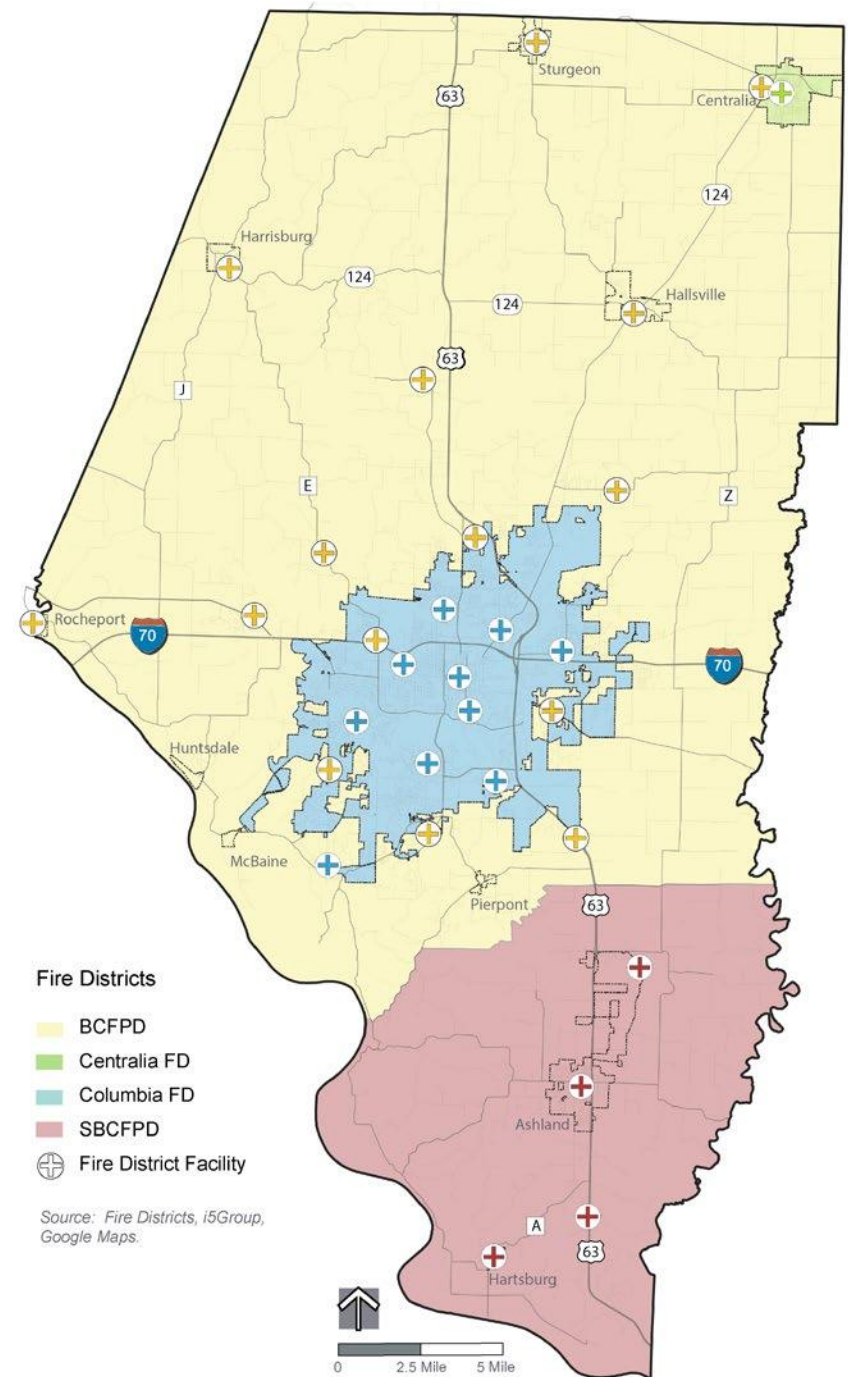 Sturgeon
63
Centralia
124
Harrisburg
124
124
Hallsville
63
J
E
Z
Rocheport
70
70
Huntsdale
McBaine
Pierpont
63
Fire Districts
BCFPD
Centralia FD
Columbia FD
SBCFPD
Fire District Facility
Ashland
Source: Fire Districts, i5Group,
Google Maps.
A
63
Hartsburg
0 2.5 Mile 5 Mile